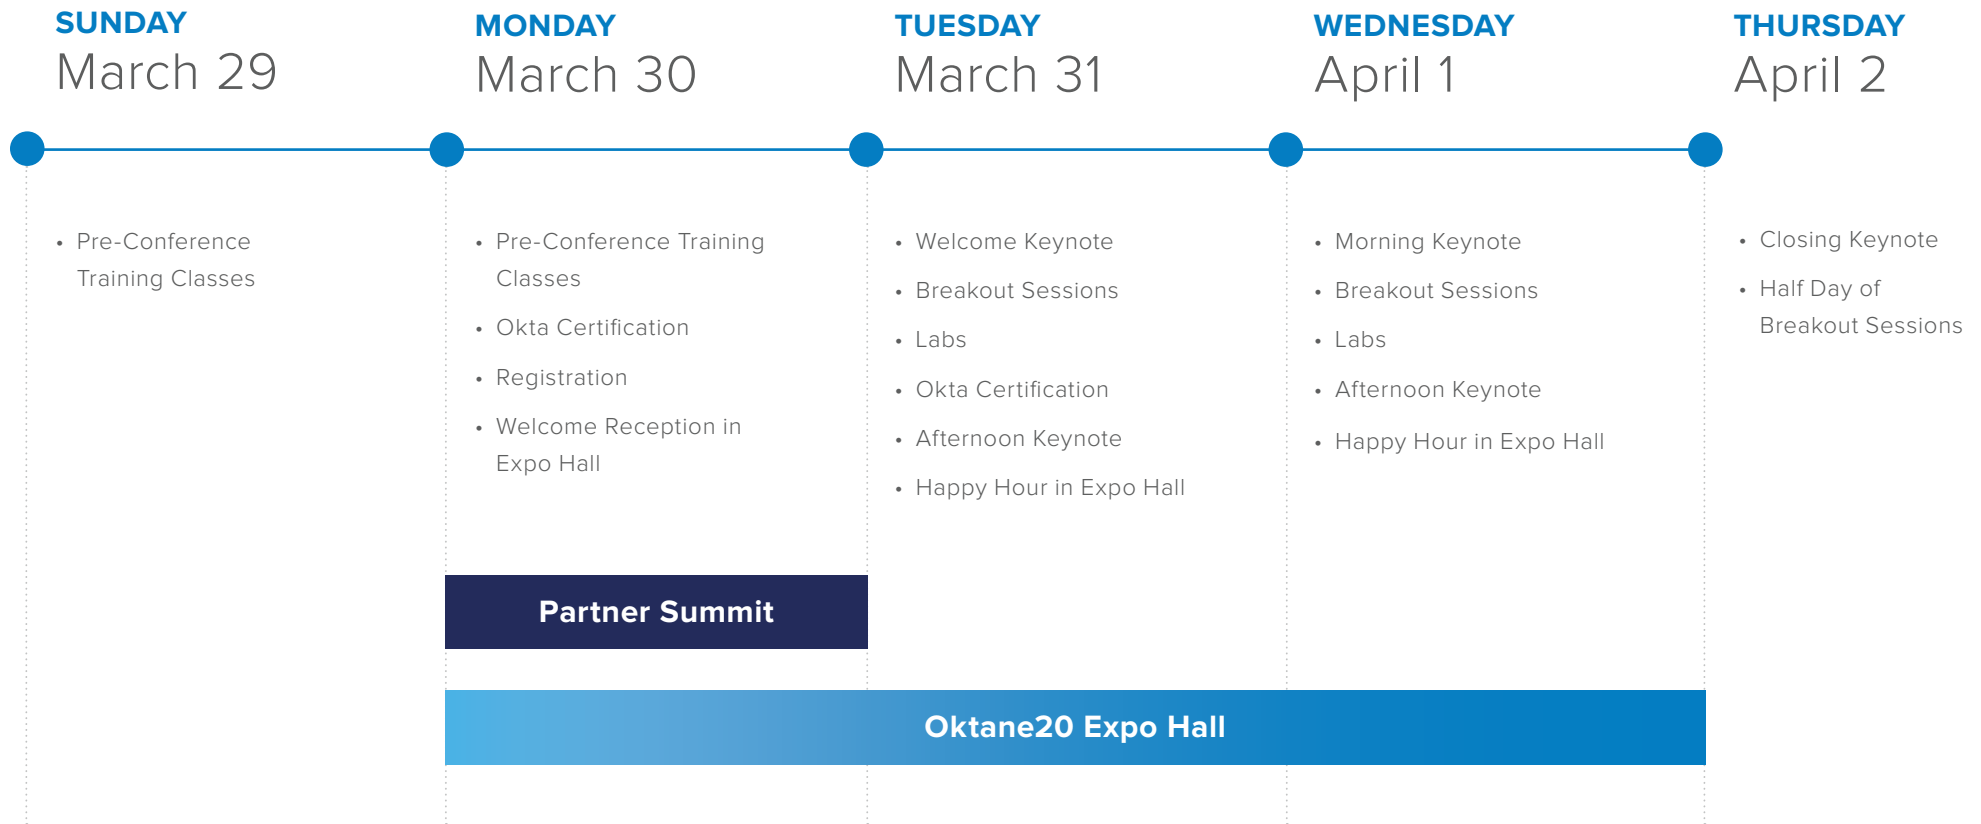 SUNDAY
March 29
MONDAY
March 30
TUESDAY
March 31
WEDNESDAY
April 1
THURSDAY
April 2
• Pre-Conference
Training Classes
• Pre-Conference Training
Classes
• Okta Certification
• Registration
• Welcome Reception in
Expo Hall
• Welcome Keynote
• Breakout Sessions
• Labs
• Okta Certification
• Afternoon Keynote
• Happy Hour in Expo Hall
• Morning Keynote
• Breakout Sessions
• Labs
• Afternoon Keynote
• Happy Hour in Expo Hall
• Closing Keynote
• Half Day of
Breakout Sessions
Partner Summit
Oktane20 Expo Hall